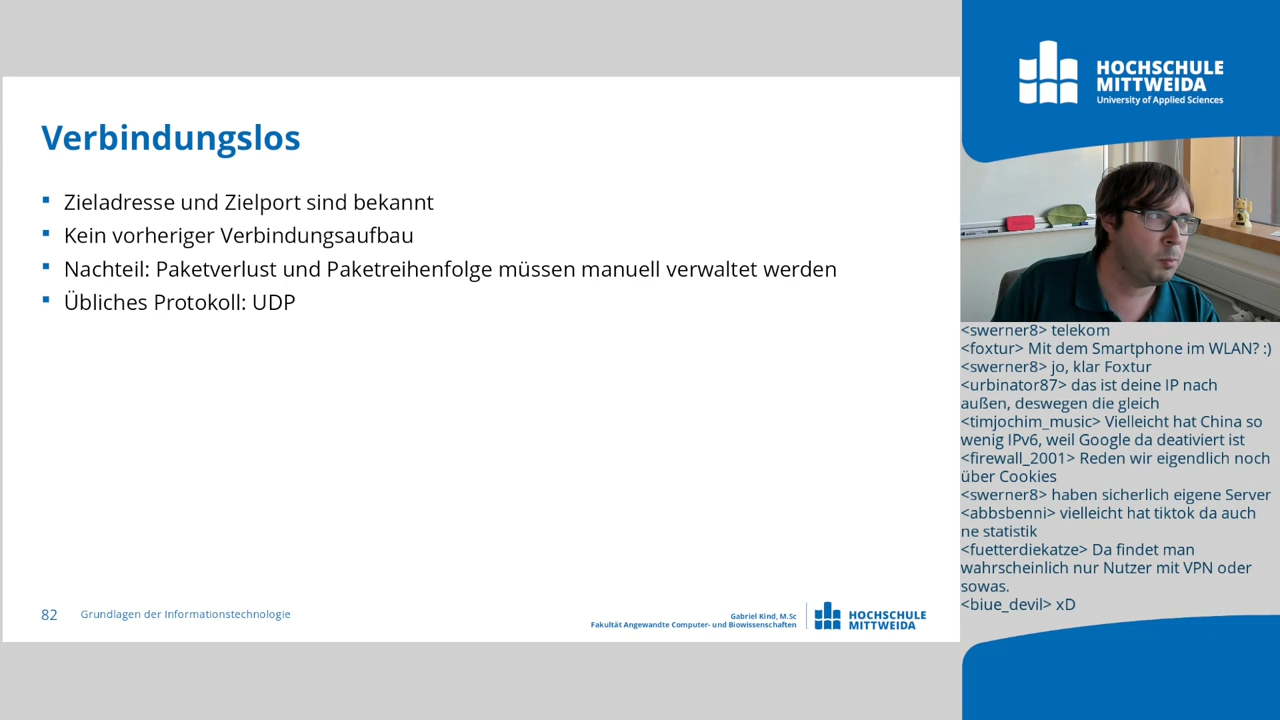 Verbindungslos
Zieladresse und Zielport sind bekannt
Kein vorheriger Verbindungsaufbau
Nachteil: Paketverlust und Paketreihenfolge müssen manuell verwaltet werden
Übliches Protokoll: UDP
82
Grundlagen der Informationstechnologie
Gabriel Kind, M.Sc
Fakultät Angewandte Computer- und Biowissenschaften
HOCHSCHULE
MITTWEIDA
HOCHSCHULE
MITTWEIDA
University of Applied Sciences
<swerner8> telekom
<foxtur> Mit dem Smartphone im WLAN? :)
<swerner8> jo, klar Foxtur
<urbinator87> das ist deine IP nach
außen, deswegen die gleich
<timjochim_music> Vielleicht hat China so
wenig IPv6, weil Google da deativiert ist
<firewall_2001> Reden wir eigendlich noch
über Cookies
<swerner8> haben sicherlich eigene Server
<abbsbenni> vielleicht hat tiktok da auch
ne statistik
<fuetterdiekatze> Da findet man
wahrscheinlich nur Nutzer mit VPN oder
sowas.
<biue_devil> xD